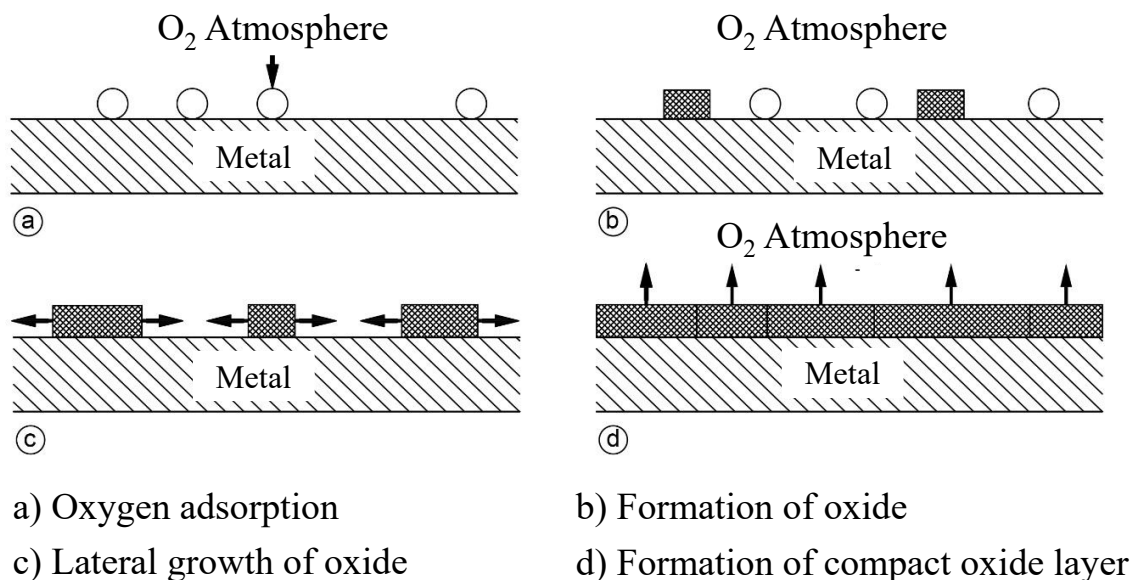 O₂ Atmosphere
O₂ Atmosphere
Metal
Metal
a
b
O₂ Atmosphere
Metal
Metal
c
d
a) Oxygen adsorption
b) Formation of oxide
c) Lateral growth of oxide
d) Formation of compact oxide layer